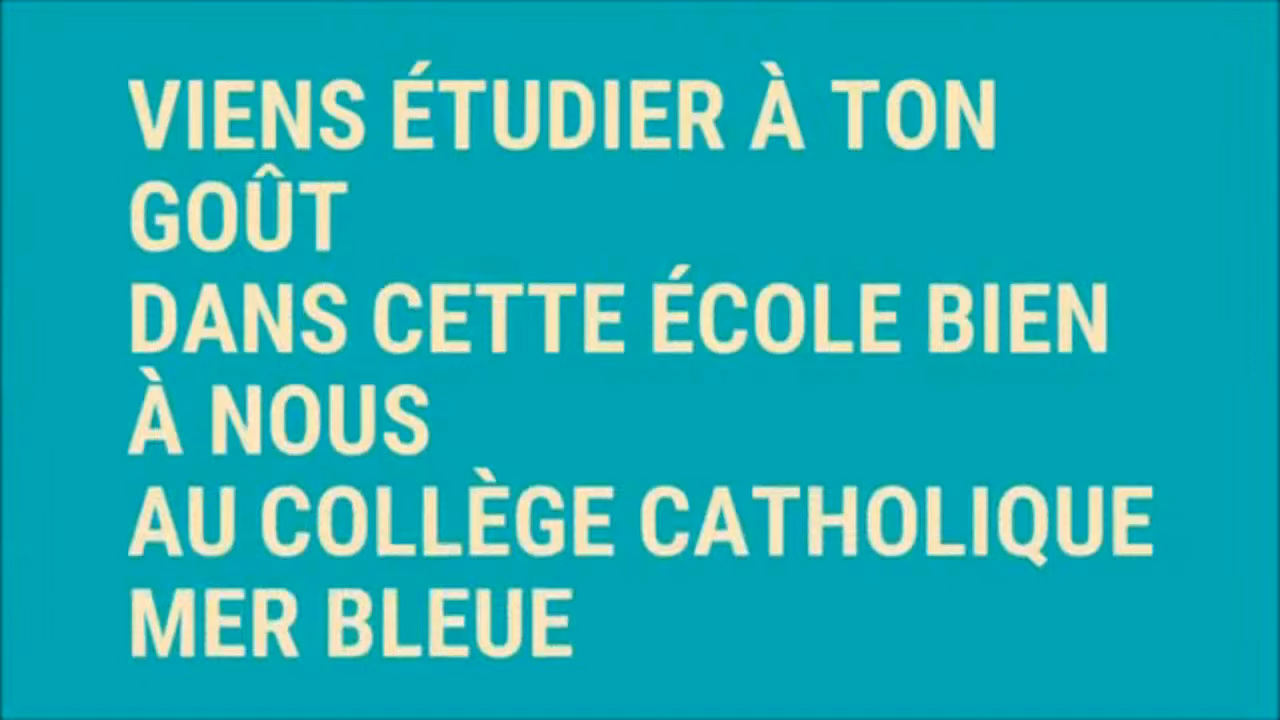 VIENS ÉTUDIER À TON
GOÛT
DANS CETTE ÉCOLE BIEN
À NOUS
AU COLLÈGE CATHOLIQUE
MER BLEUE